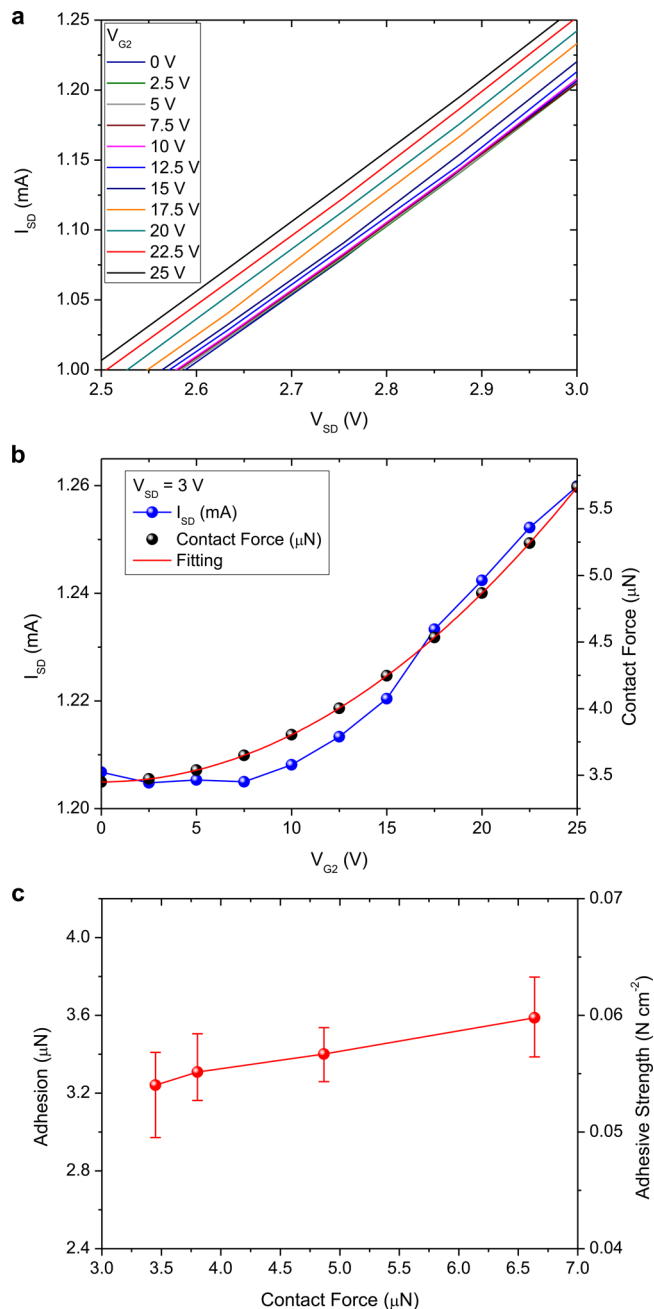 a
V_G2
0 V
2.5 V
5 V
7.5 V
10 V
12.5 V
15 V
17.5 V
20 V
22.5 V
25 V
1.25
1.20
1.15
1.10
1.05
1.00
I_SD (mA)
2.5 2.6 2.7 2.8 2.9 3.0
V_SD (V)
b
V_SD = 3 V
I_SD (mA)
Contact Force (μN)
Fitting
1.26
1.24
1.22
1.20
I_SD (mA)
5.5
5.0
4.5
4.0
3.5
Contact Force (μN)
0 5 10 15 20 25
V_G2 (V)
c
4.0
3.6
3.2
2.8
2.4
Adhesion (μN)
0.07
0.06
0.05
0.04
Adhesive Strength (N cm⁻²)
3.0 3.5 4.0 4.5 5.0 5.5 6.0 6.5 7.0
Contact Force (μN)